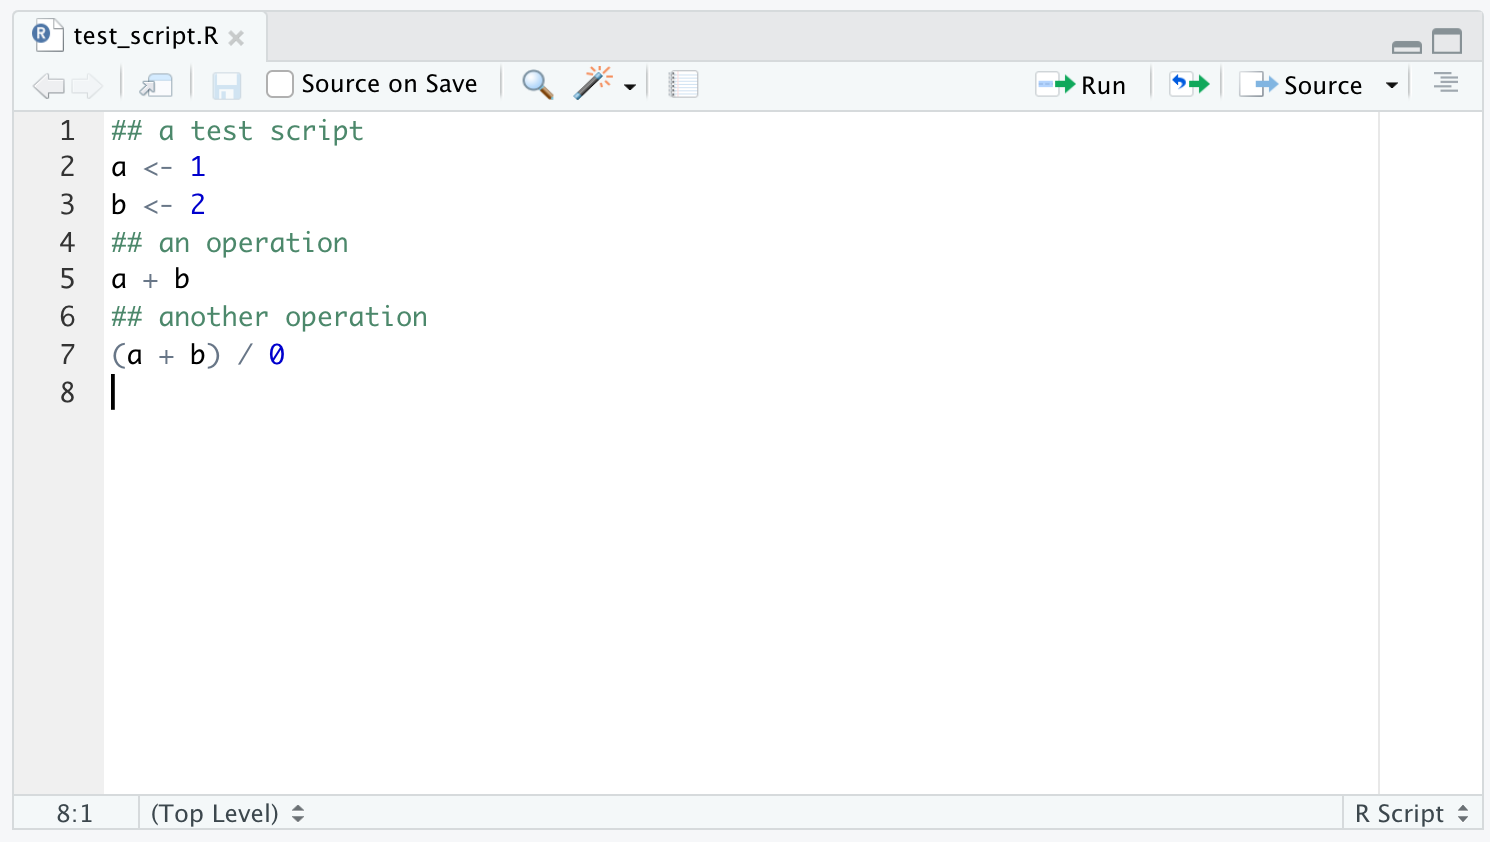 R test_script.R
Source on Save Run Source
1 ## a test script
2 a <- 1
3 b <- 2
4 ## an operation
5 a + b
6 ## another operation
7 (a + b) / 0
8
8:1 (Top Level) R Script